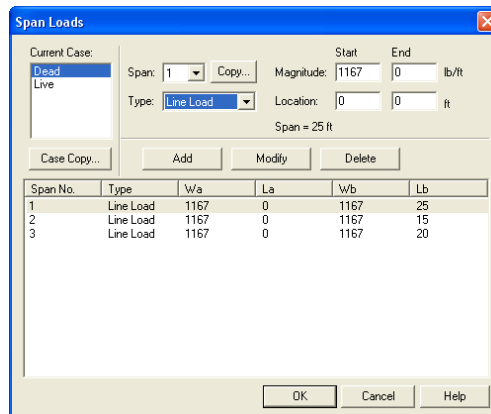 Span Loads
Current Case:
Dead
Live
Case Copy...
Span: 1 Copy...
Type: Line Load
Start End
Magnitude: 1167 0 lb/ft
Location: 0 0 ft
Span = 25 ft
Add Modify Delete
Span No. Type Wa La Wb Lb
1 Line Load 1167 0 1167 25
2 Line Load 1167 0 1167 15
3 Line Load 1167 0 1167 20
OK Cancel Help